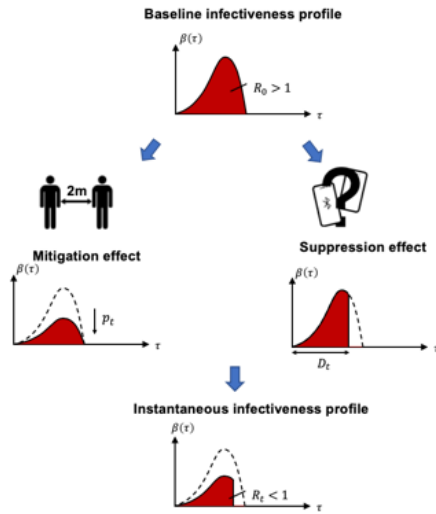 Baseline infectiveness profile
β(τ)
R₀ > 1
τ
2m
Mitigation effect
β(τ)
pₜ
τ
Suppression effect
β(τ)
τ
Dₜ
Instantaneous infectiveness profile
β(τ)
Rₜ < 1
τ